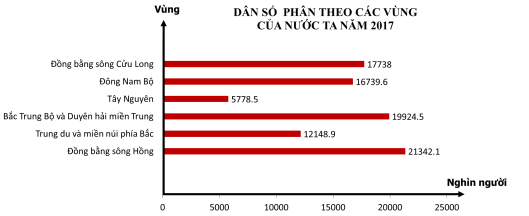 Vùng
DÂN SỐ PHÂN THEO CÁC VÙNG
CỦA NƯỚC TA NĂM 2017
Đồng bằng sông Cửu Long 17738
Đông Nam Bộ 16739.6
Tây Nguyên 5778.5
Bắc Trung Bộ và Duyên hải miền Trung 19924.5
Trung du và miền núi phía Bắc 12148.9
Đồng bằng sông Hồng 21342.1
Nghìn người
0 5000 10000 15000 20000 25000